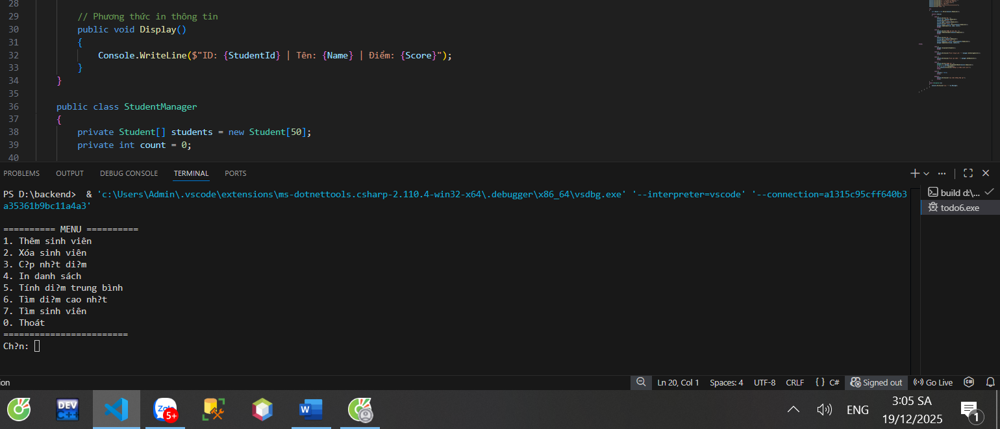 28
29 // Phương thức in thông tin
30 public void Display()
31 {
32 Console.WriteLine($"ID: {StudentId} | Tên: {Name} | Điểm: {Score}");
33 }
34 }
35
36 public class StudentManager
37 {
38 private Student[] students = new Student[50];
39 private int count = 0;
40
PROBLEMS OUTPUT DEBUG CONSOLE TERMINAL PORTS
PS D:\backend> & 'c:\Users\Admin\.vscode\extensions\ms-dotnettools.csharp-2.110.4-win32-x64\.debugger\x86_64\vsdbg.exe' '--interpreter=vscode' '--connection=a1315c95cff640b3
a35361b9bc11a4a3'
build d:\...
todo6.exe
========== MENU ==========
1. Thêm sinh viên
2. Xóa sinh viên
3. C?p nh?t di?m
4. In danh sách
5. Tính di?m trung bình
6. Tìm di?m cao nh?t
7. Tìm sinh viên
0. Thoát
========================
Ch?n:
ion Ln 20, Col 1 Spaces: 4 UTF-8 CRLF {} C# Signed out Go Live
DEV C++ Zalo 5+ W ENG 3:05 SA
19/12/2025 1